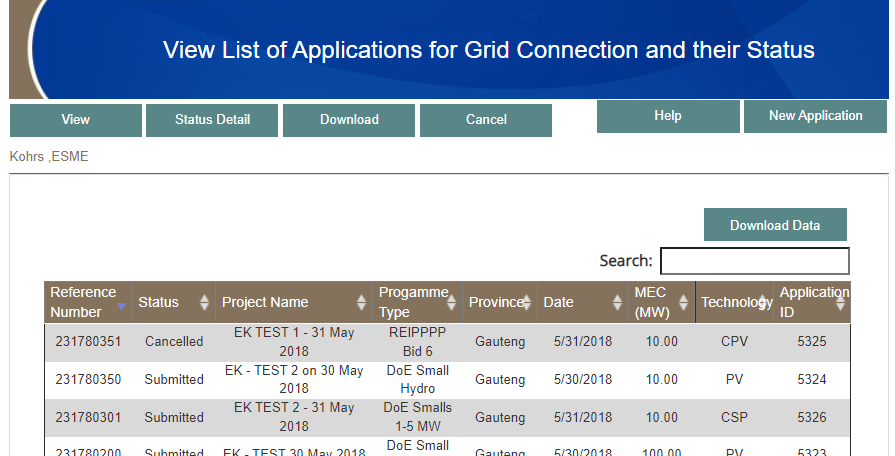 View List of Applications for Grid Connection and their Status
View Status Detail Download Cancel Help New Application
Kohrs ,ESME
Download Data
Search:
Reference Number Status Project Name Progamme Type Province Date MEC (MW) Technology Application ID
231780351 Cancelled EK TEST 1 - 31 May 2018 REIPPPP Bid 6 Gauteng 5/31/2018 10.00 CPV 5325
231780350 Submitted EK - TEST 2 on 30 May 2018 DoE Small Hydro Gauteng 5/30/2018 10.00 PV 5324
231780301 Submitted EK TEST 2 - 31 May 2018 DoE Smalls 1-5 MW Gauteng 5/31/2018 10.00 CSP 5326
231780200 Submitted EK - TEST 30 May 2018 DoE Small Gauteng 5/30/2018 100.00 PV 5323